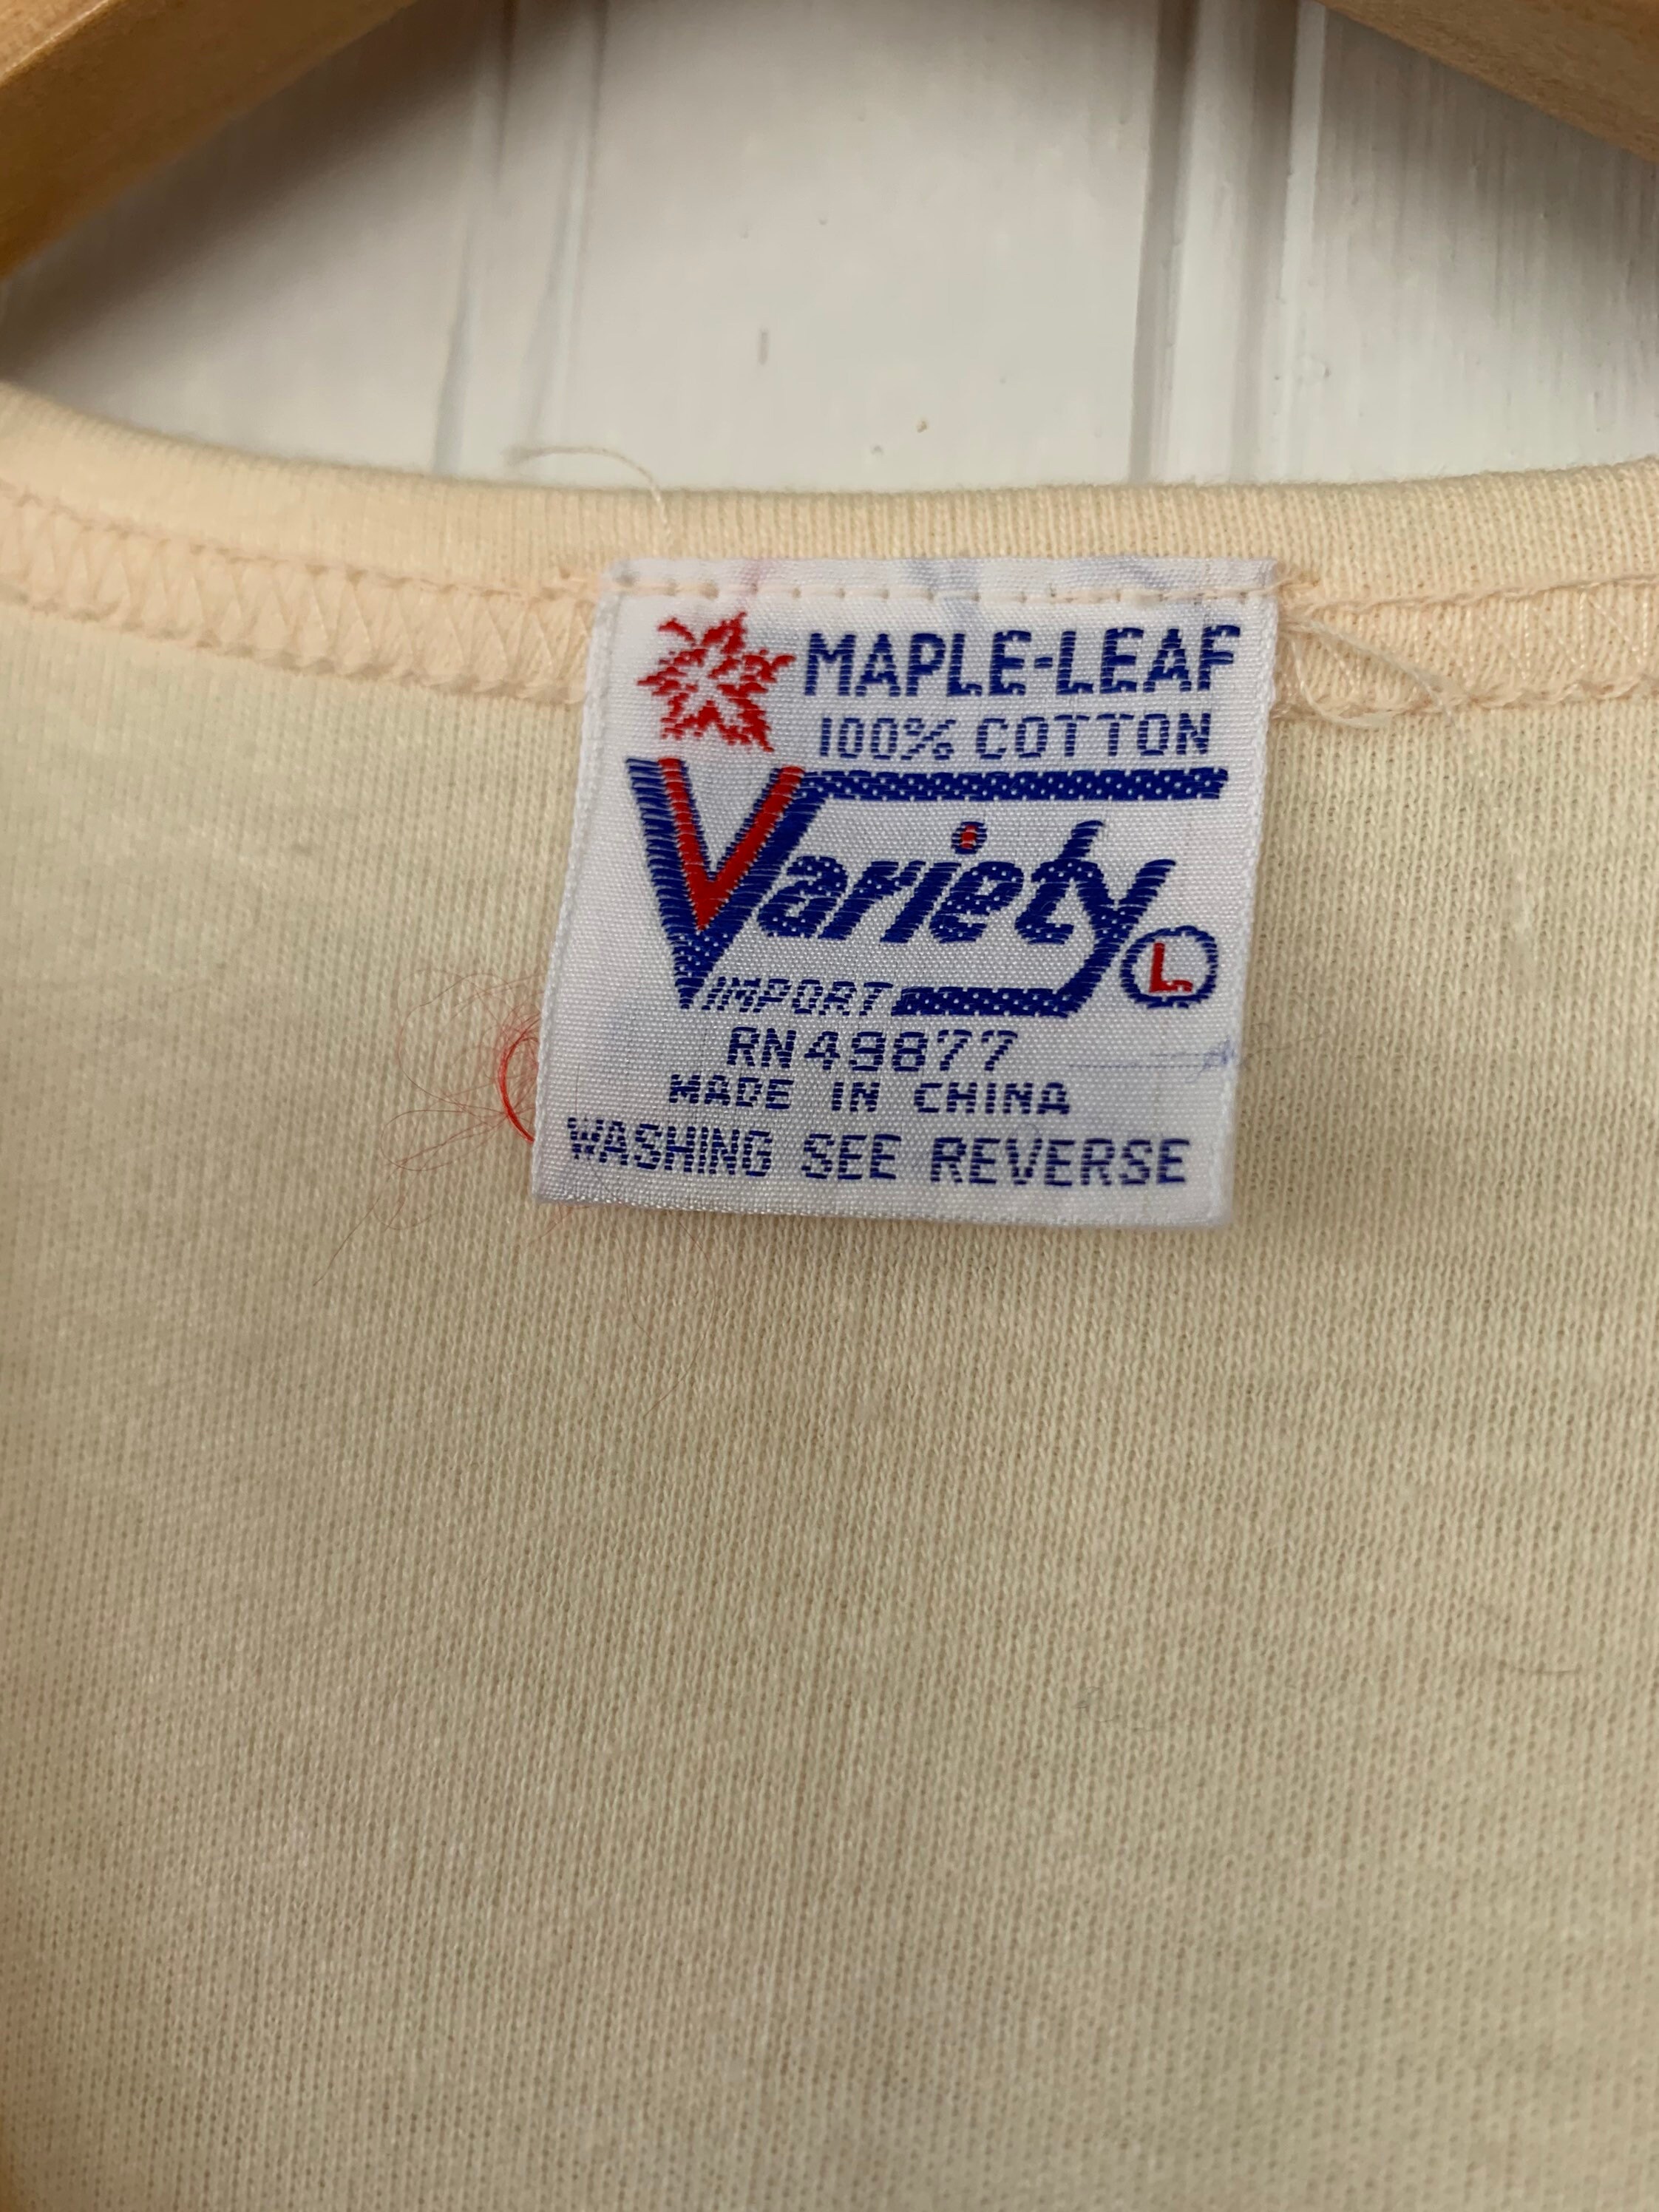 MAPLE-LEAF
100% COTTON
Variety
L
IMPORT
RN49877
MADE IN CHINA
WASHING SEE REVERSE